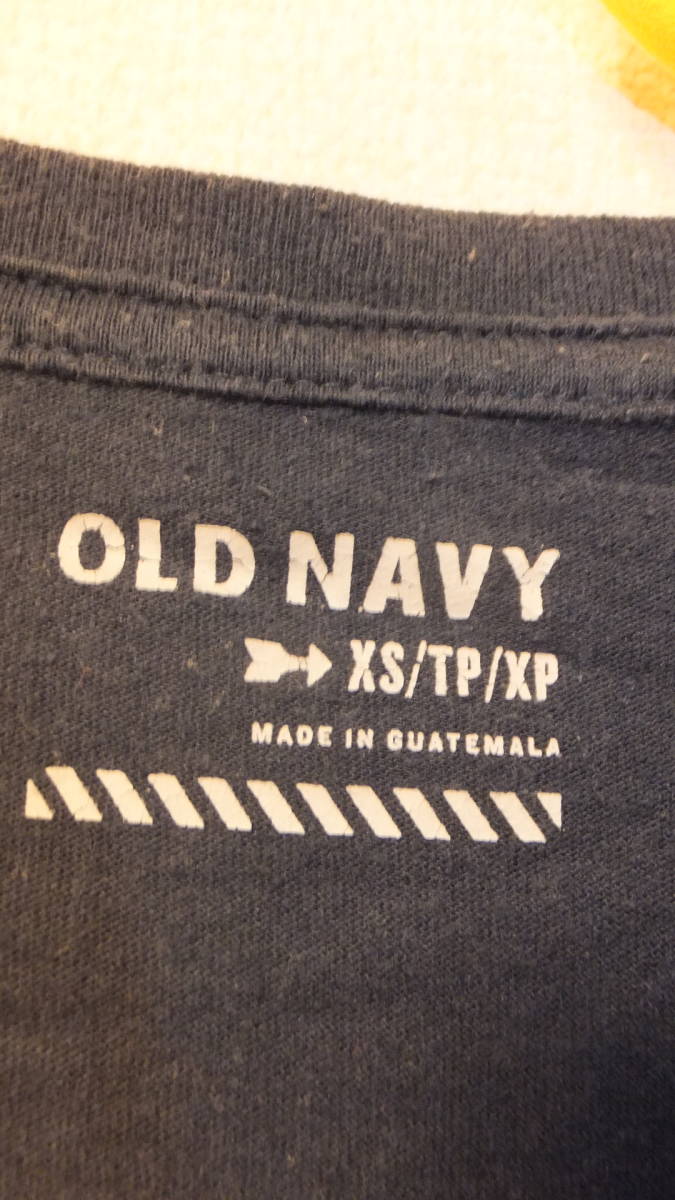 OLD NAVY
XS/TP/XP
MADE IN GUATEMALA